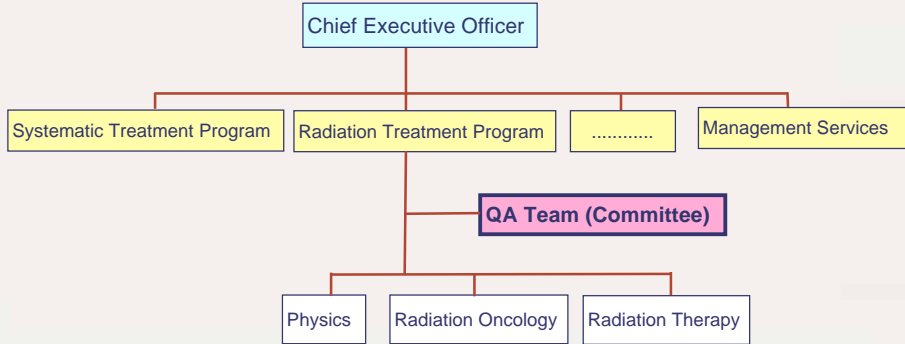 Chief Executive Officer
Systematic Treatment Program
Radiation Treatment Program
............
Management Services
QA Team (Committee)
Physics
Radiation Oncology
Radiation Therapy